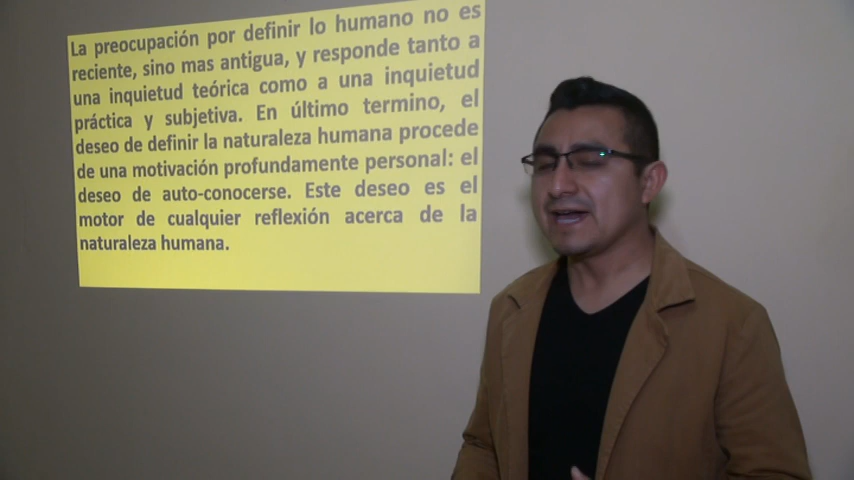 La preocupación por definir lo humano no es
reciente, sino mas antigua, y responde tanto a
una inquietud teórica como a una inquietud
práctica y subjetiva. En último termino, el
deseo de definir la naturaleza humana procede
de una motivación profundamente personal: el
deseo de auto-conocerse. Este deseo es el
motor de cualquier reflexión acerca de la
naturaleza humana.